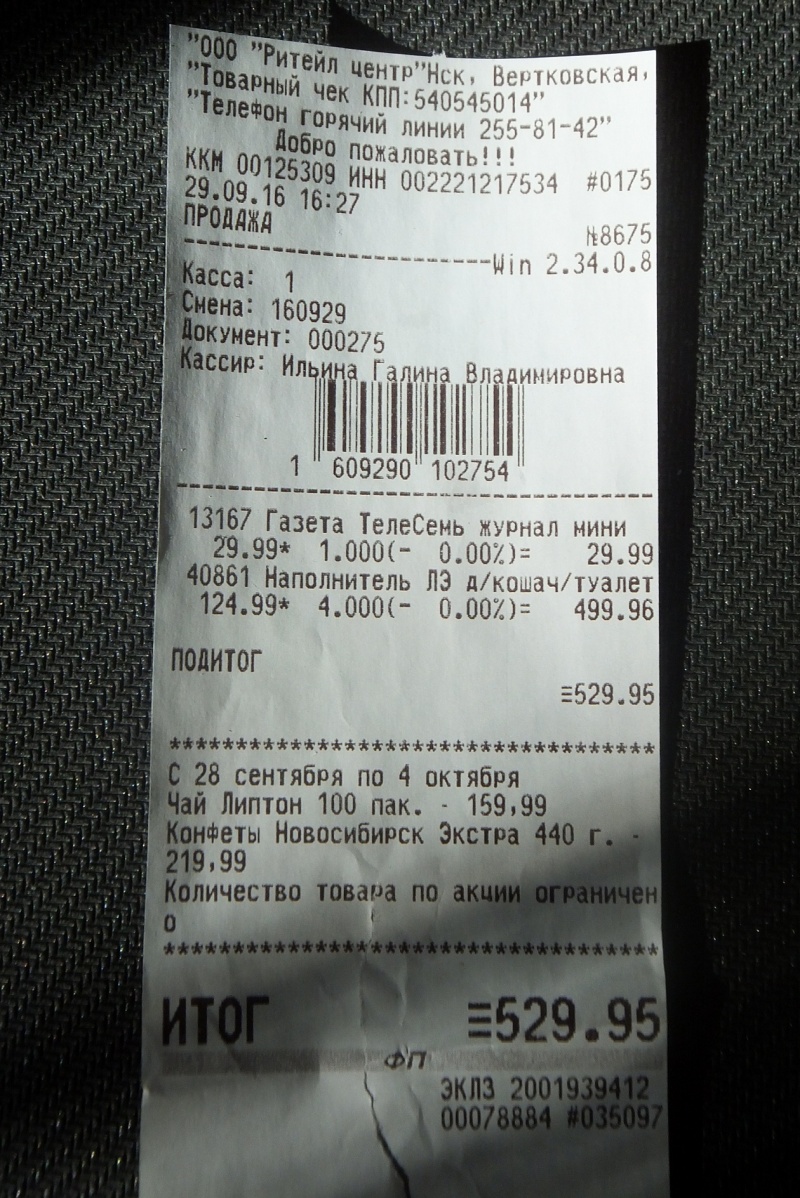 "ООО "Ритейл центр"Нск, Вертковская,
"Товарный чек КПП:540545014"
"Телефон горячий линии 255-81-42"
Добро пожаловать!!!
ККМ 00125309 ИНН 002221217534 #0175
29.09.16 16:27
ПРОДАЖА №8675
--------------------------Win 2.34.0.8
Касса: 1
Смена: 160929
Документ: 000275
Кассир: Ильина Галина Владимировна
1 609290 102754
------------------------------------
13167 Газета ТелеСемь журнал мини
29.99* 1.000(- 0.00%)= 29.99
40861 Наполнитель ЛЭ д/кошач/туалет
124.99* 4.000(- 0.00%)= 499.96
ПОДИТОГ
≡529.95
************************************
С 28 сентября по 4 октября
Чай Липтон 100 пак. - 159,99
Конфеты Новосибирск Экстра 440 г. -
219,99
Количество товара по акции ограничен
о
************************************
ИТОГ ≡529.95
ФП
ЭКЛЗ 2001939412
00078884 #035097